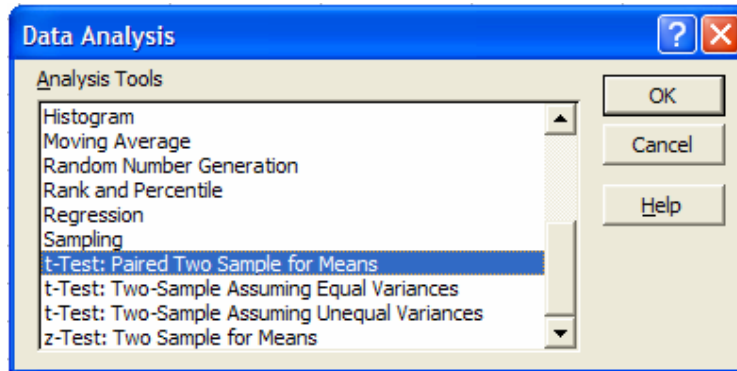 Data Analysis
Analysis Tools
Histogram
Moving Average
Random Number Generation
Rank and Percentile
Regression
Sampling
t-Test: Paired Two Sample for Means
t-Test: Two-Sample Assuming Equal Variances
t-Test: Two-Sample Assuming Unequal Variances
z-Test: Two Sample for Means
OK
Cancel
Help